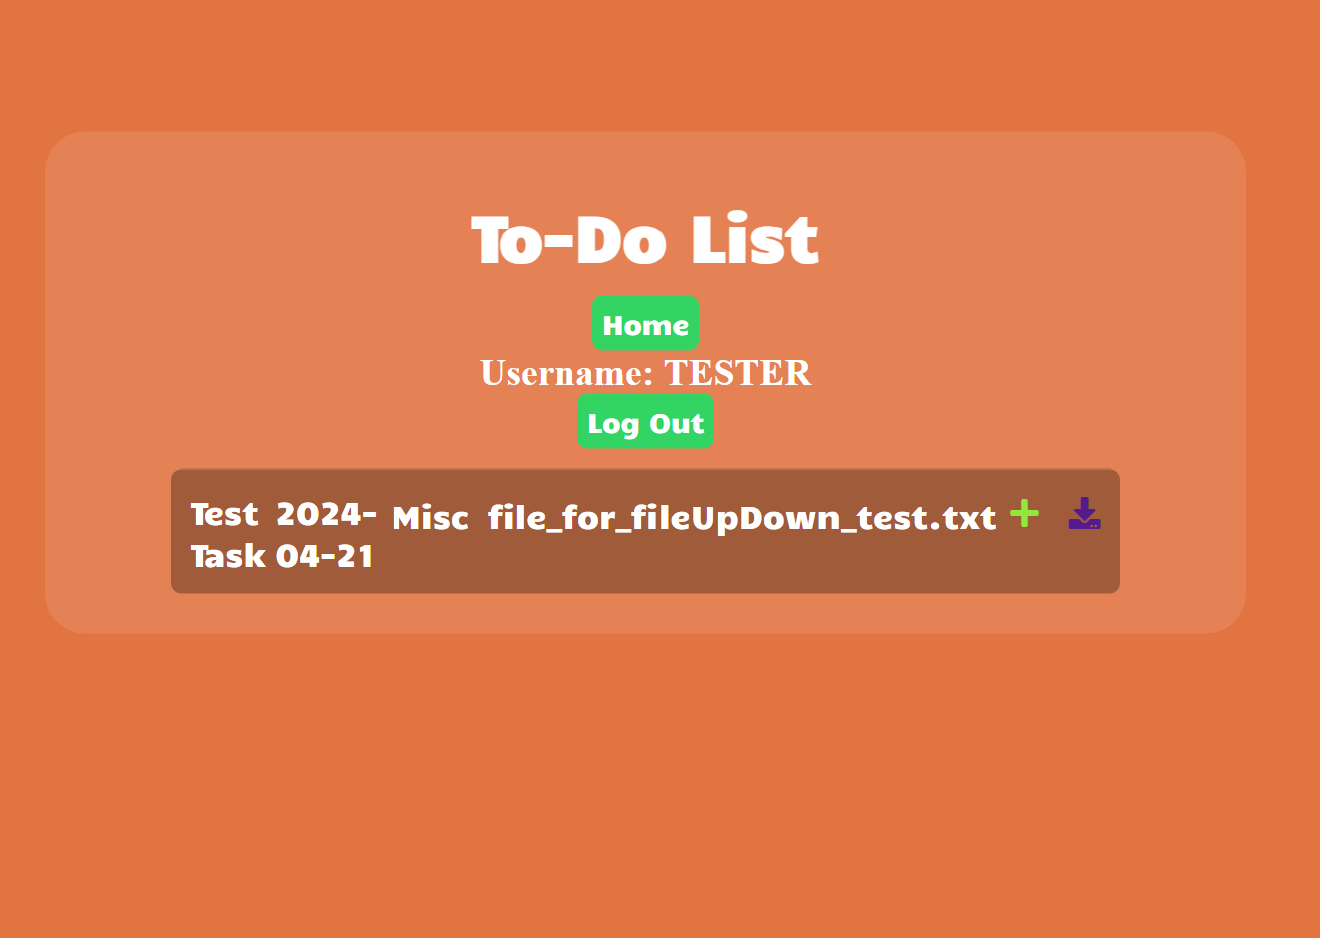 To-Do List
Home
Username: TESTER
Log Out
Test 2024- Misc file_for_fileUpDown_test.txt
Task 04-21